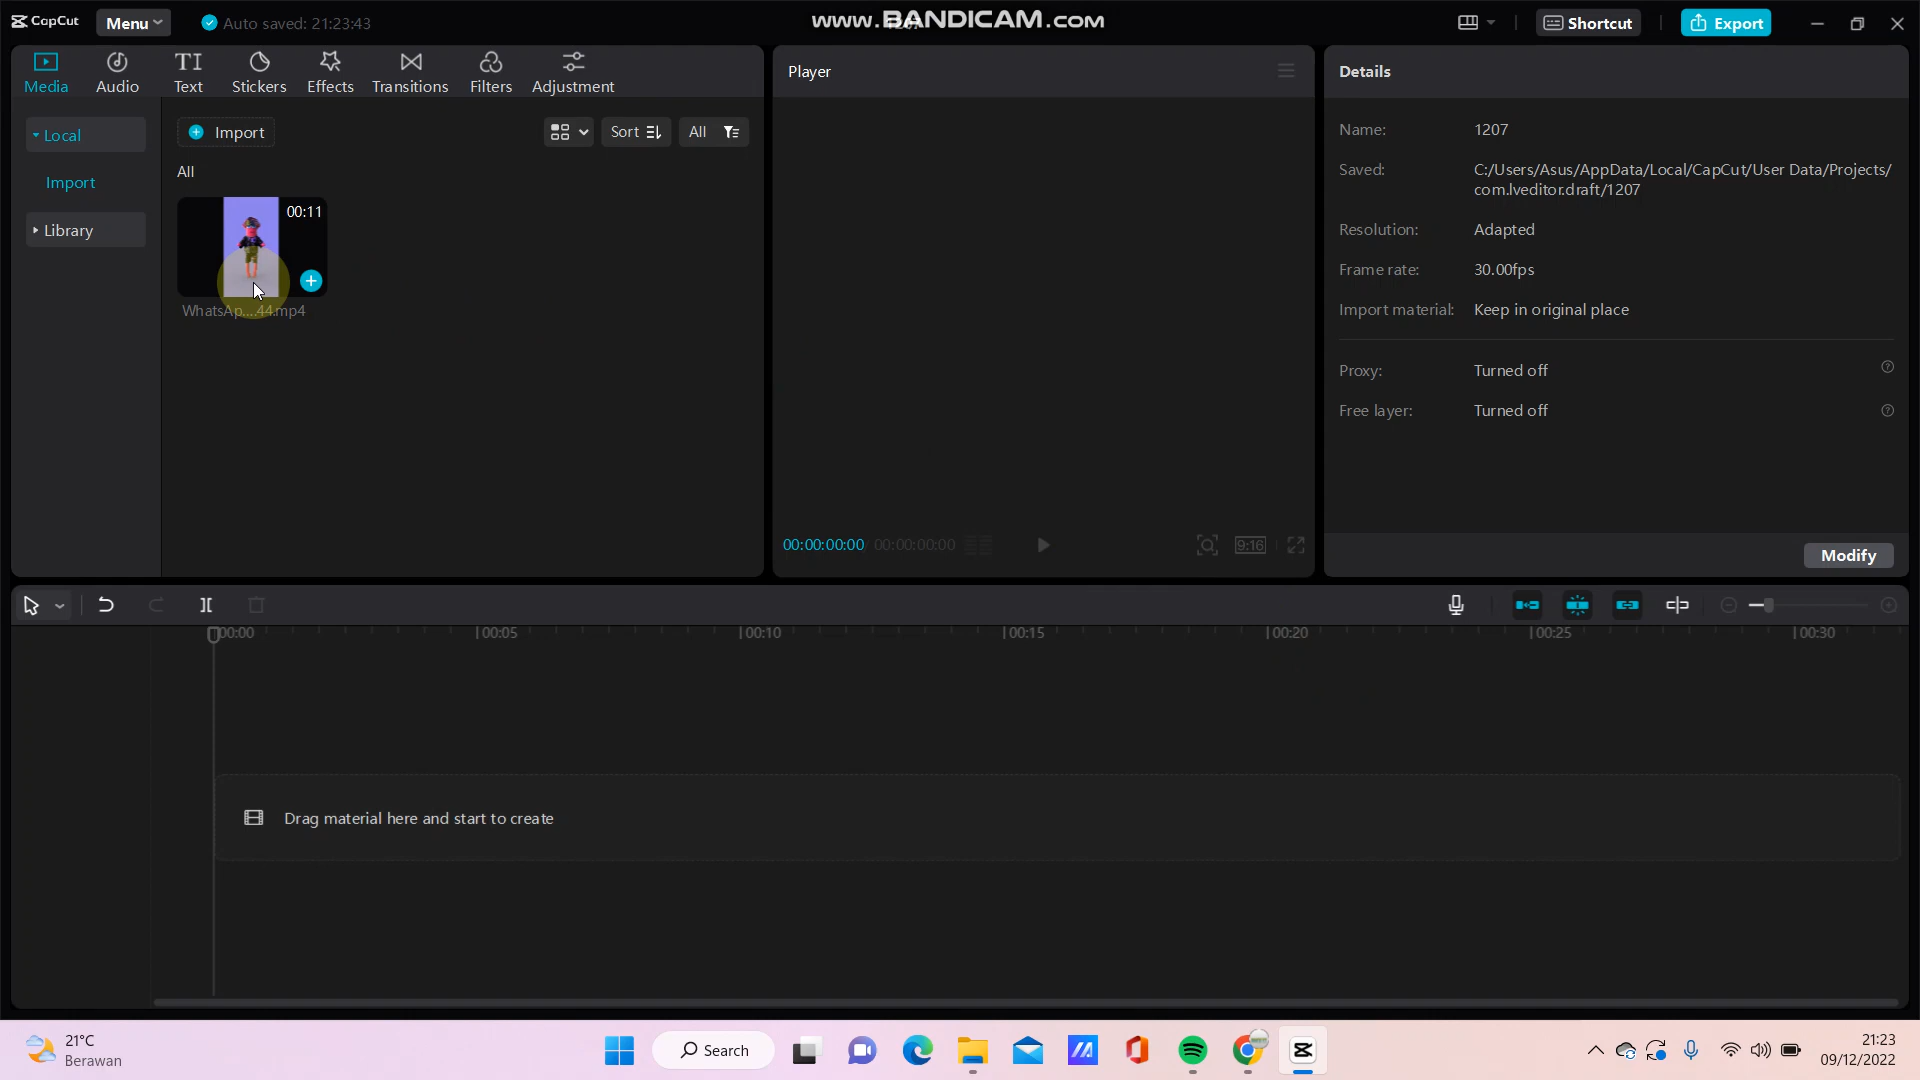 CapCut
Menu
Auto saved: 21:23:43
www.BANDICAM.com
Shortcut
Export
Media
Audio
Text
Stickers
Effects
Transitions
Filters
Adjustment
Local
Import
Library
Import
Sort
All
All
00:11
WhatsAp....44.mp4
Player
00:00:00:00
00:00:00:00
9:16
Details
Name: 1207
Saved: C:/Users/Asus/AppData/Local/CapCut/User Data/Projects/
com.lveditor.draft/1207
Resolution: Adapted
Frame rate: 30.00fps
Import material: Keep in original place
Proxy: Turned off
Free layer: Turned off
Modify
00:00
00:05
00:10
00:15
00:20
00:25
00:30
Drag material here and start to create
21°C
Berawan
Search
21:23
09/12/2022